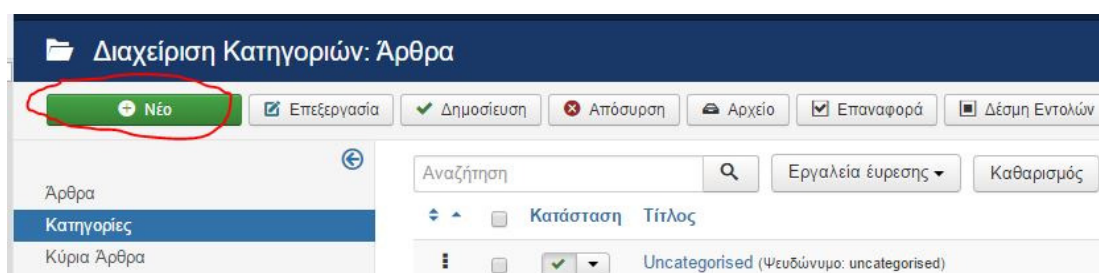 Διαχείριση Κατηγοριών: Άρθρα
Νέο Επεξεργασία Δημοσίευση Απόσυρση Αρχείο Επαναφορά Δέσμη Εντολών
Αναζήτηση Εργαλεία έυρεσης Καθαρισμός
Άρθρα
Κατηγορίες
Κατάσταση Τίτλος
Κύρια Άρθρα
Uncategorised (Ψευδώνυμο: uncategorised)